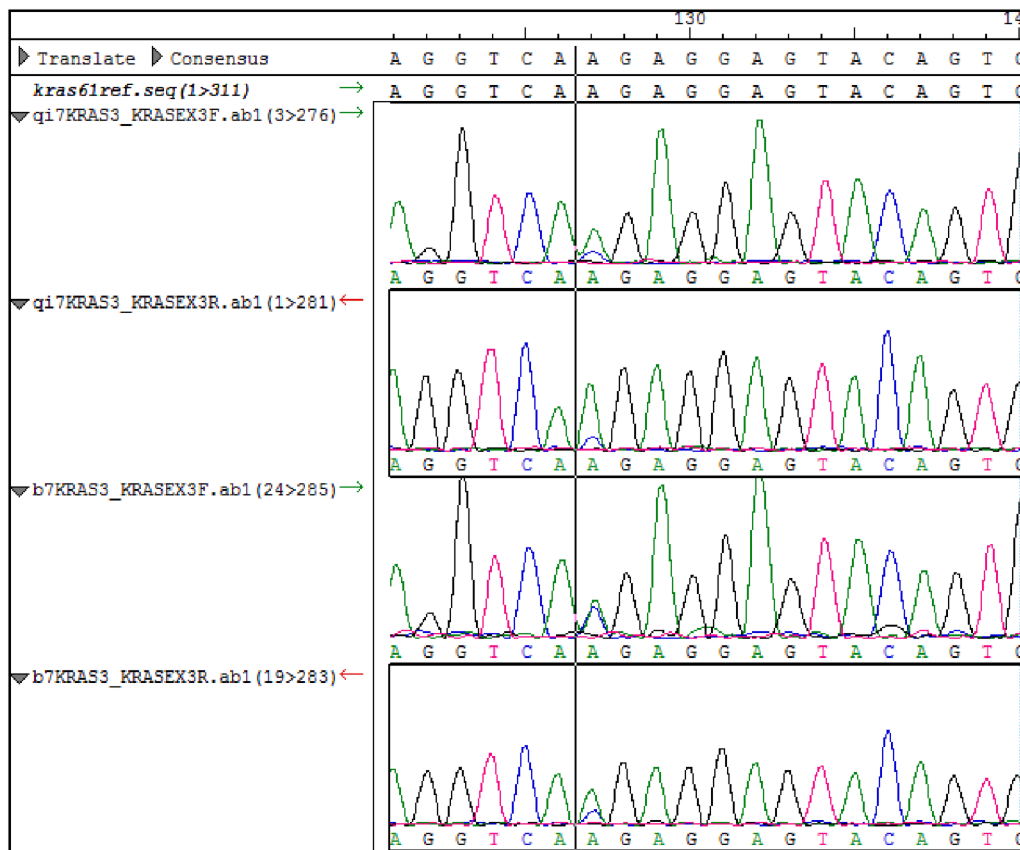 130 14
Translate Consensus A G G T C A A G A G G A G T A C A G T C
kras61ref.seq(1>311) → A G G T C A A G A G G A G T A C A G T C
qi7KRAS3_KRASEX3F.ab1(3>276) →
A G G T C A A G A G G A G T A C A G T C
qi7KRAS3_KRASEX3R.ab1(1>281) ←
A G G T C A A G A G G A G T A C A G T C
b7KRAS3_KRASEX3F.ab1(24>285) →
A G G T C A A G A G G A G T A C A G T C
b7KRAS3_KRASEX3R.ab1(19>283) ←
A G G T C A A G A G G A G T A C A G T C